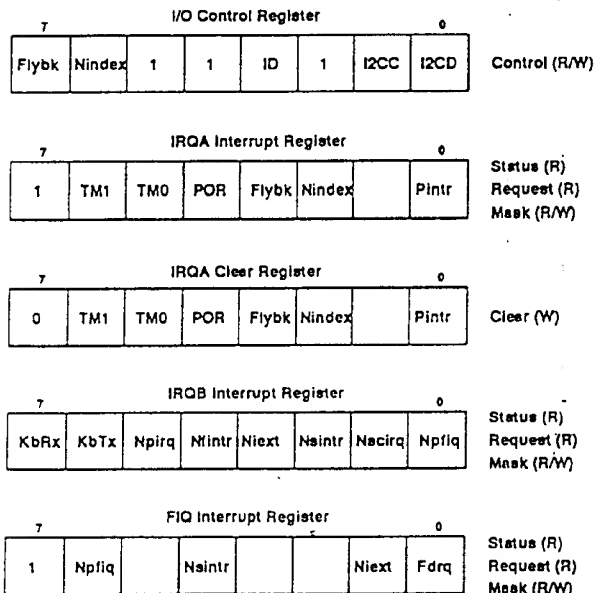 I/O Control Register
7 0
Flybk Nindex 1 1 ID 1 I2CC I2CD Control (R/W)
IRQA Interrupt Register
7 0
1 TM1 TM0 POR Flybk Nindex Pintr
Status (R)
Request (R)
Mask (R/W)
IRQA Clear Register
7 0
0 TM1 TM0 POR Flybk Nindex Pintr Clear (W)
IRQB Interrupt Register
7 0
KbRx KbTx Npirq Nfintr Niext Nsintr Nscirq Npfiq
Status (R)
Request (R)
Mask (R/W)
FIQ Interrupt Register
7 0
1 Npfiq Nsintr Niext Fdrq
Status (R)
Request (R)
Mask (R/W)